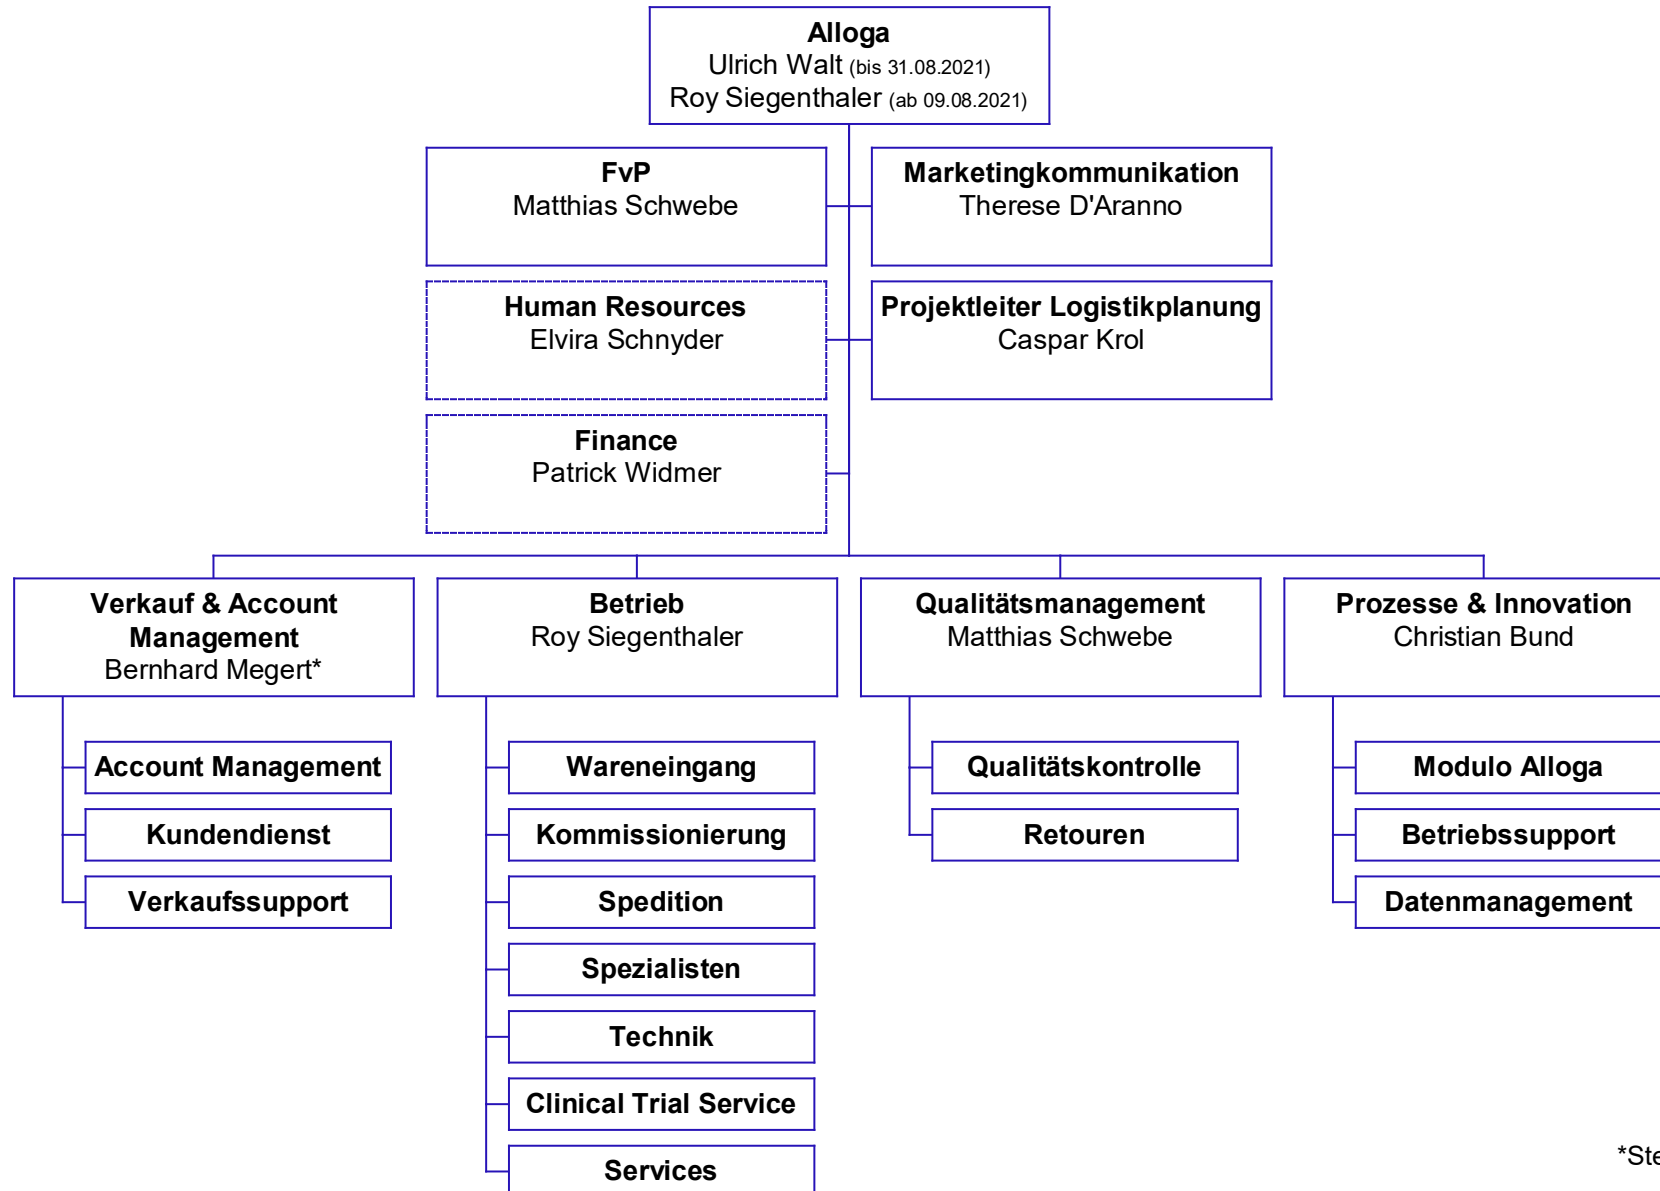 Alloga
Ulrich Walt (bis 31.08.2021)
Roy Siegenthaler (ab 09.08.2021)
FvP
Matthias Schwebe
Marketingkommunikation
Therese D'Aranno
Human Resources
Elvira Schnyder
Projektleiter Logistikplanung
Caspar Krol
Finance
Patrick Widmer
Verkauf & Account
Management
Bernhard Megert*
Betrieb
Roy Siegenthaler
Qualitätsmanagement
Matthias Schwebe
Prozesse & Innovation
Christian Bund
Account Management
Kundendienst
Verkaufssupport
Wareneingang
Kommissionierung
Spedition
Spezialisten
Technik
Clinical Trial Service
Services
Qualitätskontrolle
Retouren
Modulo Alloga
Betriebssupport
Datenmanagement